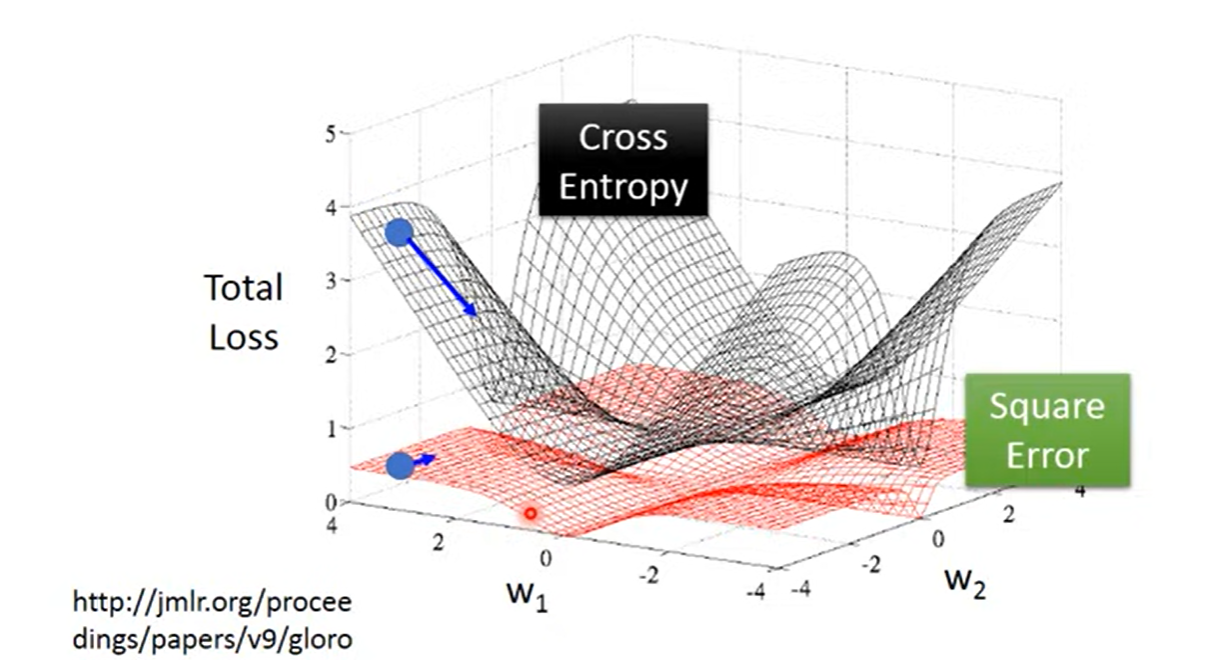 Cross
Entropy
5
4
3
2
1
0
Total
Loss
Square
Error
4
2
0
-2
-4
-4
-2
0
2
4
w1
w2
http://jmlr.org/procee
dings/papers/v9/gloro